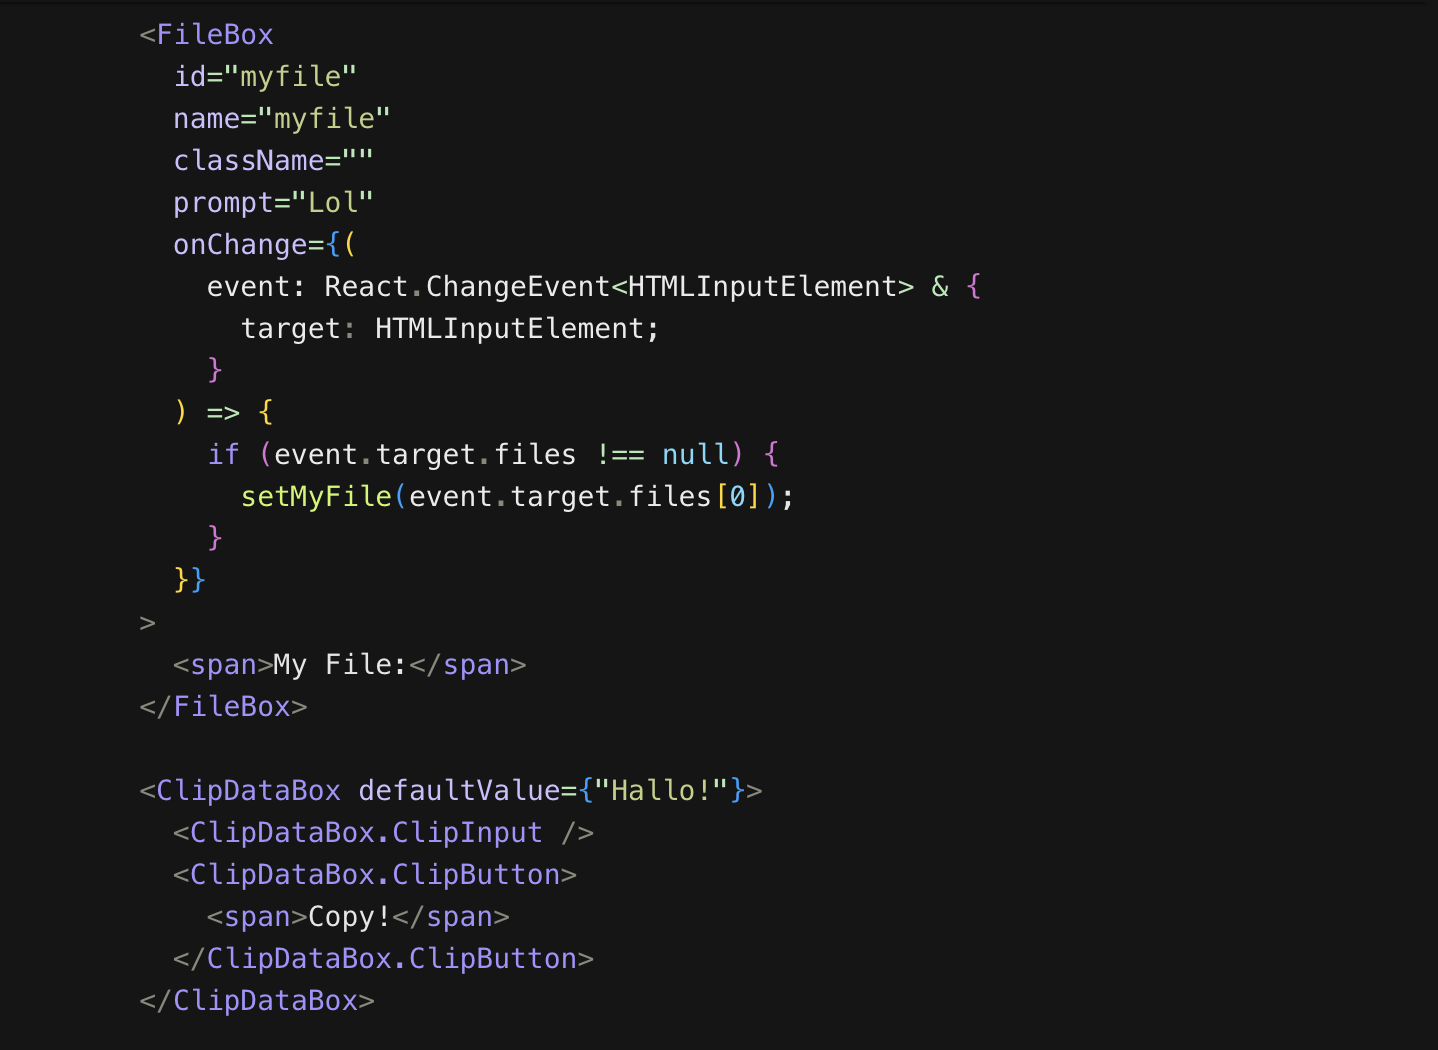 <FileBox
  id="myfile"
  name="myfile"
  className=""
  prompt="Lol"
  onChange={(
    event: React.ChangeEvent<HTMLInputElement> & {
      target: HTMLInputElement;
    }
  ) => {
    if (event.target.files !== null) {
      setMyFile(event.target.files[0]);
    }
  }}
>
  <span>My File:</span>
</FileBox>

<ClipDataBox defaultValue={"Hallo!"}>
  <ClipDataBox.ClipInput />
  <ClipDataBox.ClipButton>
    <span>Copy!</span>
  </ClipDataBox.ClipButton>
</ClipDataBox>